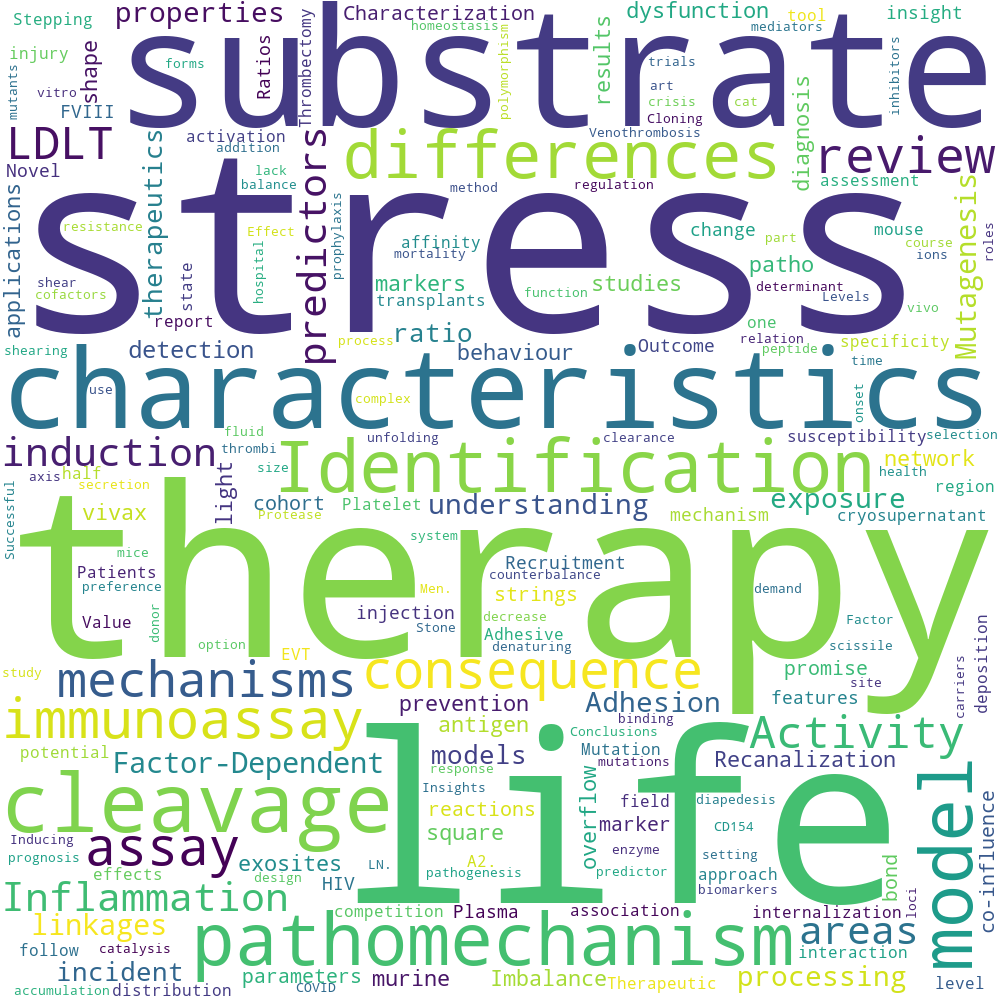 Stepping
properties
Characterization
homeostasis
dysfunction
mediators
tool
insight
substrate
injury
shape
forms
Ratios
Thrombectomy
polymorphism
results
trials
art
crisis
cat
Cloning
diagnosis
inhibitors
mutants
vitro
FVIII
Venothrombosis
LDLT
activation
addition
differences
review
Novel
therapeutics
predictors
lack
balance
method
regulation
assessment
Mutagenesis
applications
stress
resistance
Effect
prophylaxis
affinity
mortality
change
part
mouse
course
ions
roles
shear
cofactors
state
hospital
markers
transplants
function
studies
patho
determinant
Levels
vivo
report
process
ratio
one
relation
peptide
specificity
shearing
detection
behaviour
Outcome
time
characteristics
use
complex
onset
induction
fluid
thrombi
unfolding
clearance
susceptibility
selection
axis
half
secretion
light
size
Identification
network
health
region
Successful
vivax
cohort
Protease
Platelet
understanding
mechanism
exposure
cryosupernatant
therapy
mice
Patients
preference
Value
donor
option
system
Recruitment
counterbalance
Men.
strings
injection
decrease
Stone
Adhesive
denaturing
demand
Factor
scissile
deposition
study
EVT
mechanisms
consequence
promise
site
features
carriers
immunoassay
prevention
Adhesion
antigen
binding
Conclusions
Activity
potential
Factor-Dependent
models
response
Insights
Mutation
mutations
Recanalization
life
cleavage
reactions
overflow
field
diapedesis
model
marker
CD154
square
enzyme
Inducing
prognosis
assay
exosites
effects
design
HIV
LN.
A2.
pathogenesis
predictor
setting
approach
biomarkers
bond
loci
co-influence
Inflammation
competition
Plasma
association
internalization
linkages
pathomechanism
areas
follow
catalysis
interaction
incident
parameters
murine
Imbalance
Therapeutic
processing
level
accumulation
distribution
COVID